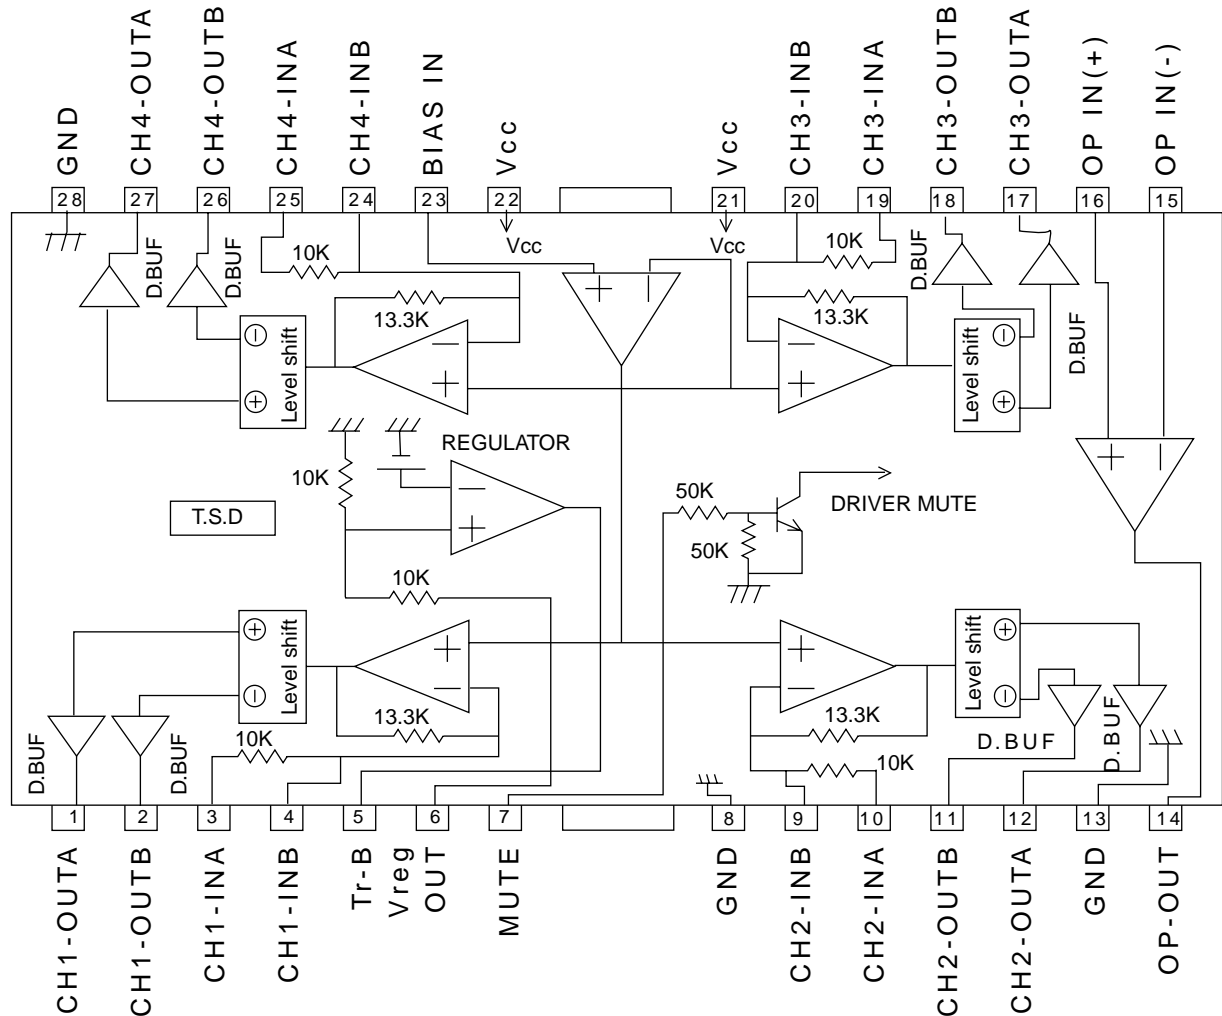 GND
CH4-OUTA
CH4-OUTB
CH4-INA
CH4-INB
BIAS IN
Vcc
Vcc
CH3-INB
CH3-INA
CH3-OUTB
CH3-OUTA
OP IN(+)
OP IN(-)
28 27 26 25 24 23 22 21 20 19 18 17 16 15
D.BUF
D.BUF
10K
Vcc
Vcc
10K
D.BUF
D.BUF
13.3K
13.3K
+ −
− +
− +
Level shift
− +
− +
Level shift
+ −
10K
REGULATOR
− +
T.S.D
50K
50K
DRIVER MUTE
10K
+ −
Level shift
+ −
+ −
+ −
Level shift
13.3K
10K
13.3K
10K
D.BUF
D.BUF
D.BUF
D.BUF
1 2 3 4 5 6 7 8 9 10 11 12 13 14
CH1-OUTA
CH1-OUTB
CH1-INA
CH1-INB
Tr-B
Vreg
OUT
MUTE
GND
CH2-INB
CH2-INA
CH2-OUTB
CH2-OUTA
GND
OP-OUT